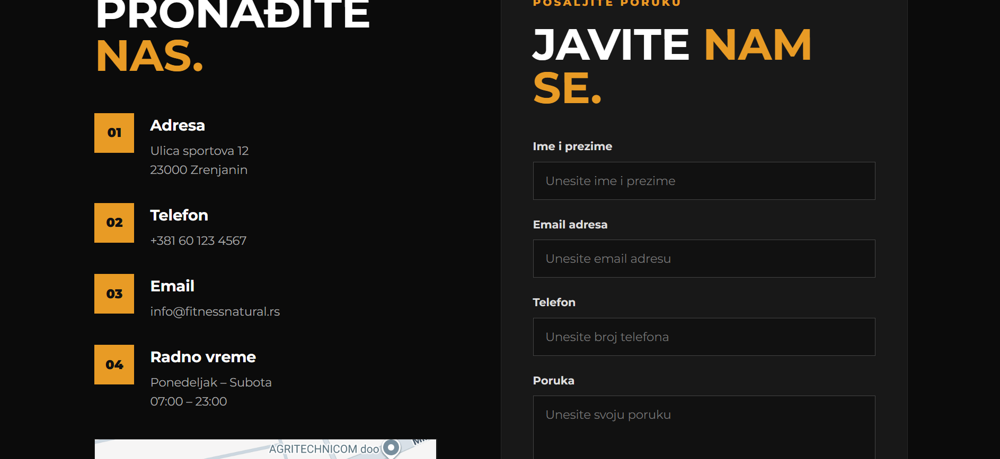 PRONAĐITE
NAS.
01
Adresa
Ulica sportova 12
23000 Zrenjanin
02
Telefon
+381 60 123 4567
03
Email
info@fitnessnatural.rs
04
Radno vreme
Ponedeljak – Subota
07:00 – 23:00
AGRITECHNICOM doo
POŠALJITE PORUKU
JAVITE NAM
SE.
Ime i prezime
Unesite ime i prezime
Email adresa
Unesite email adresu
Telefon
Unesite broj telefona
Poruka
Unesite svoju poruku